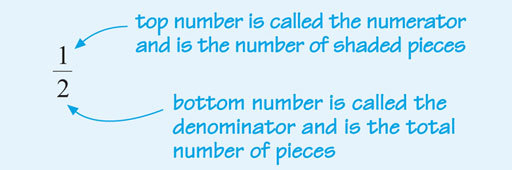 top number is called the numerator
and is the number of shaded pieces
1
2
bottom number is called the
denominator and is the total
number of pieces